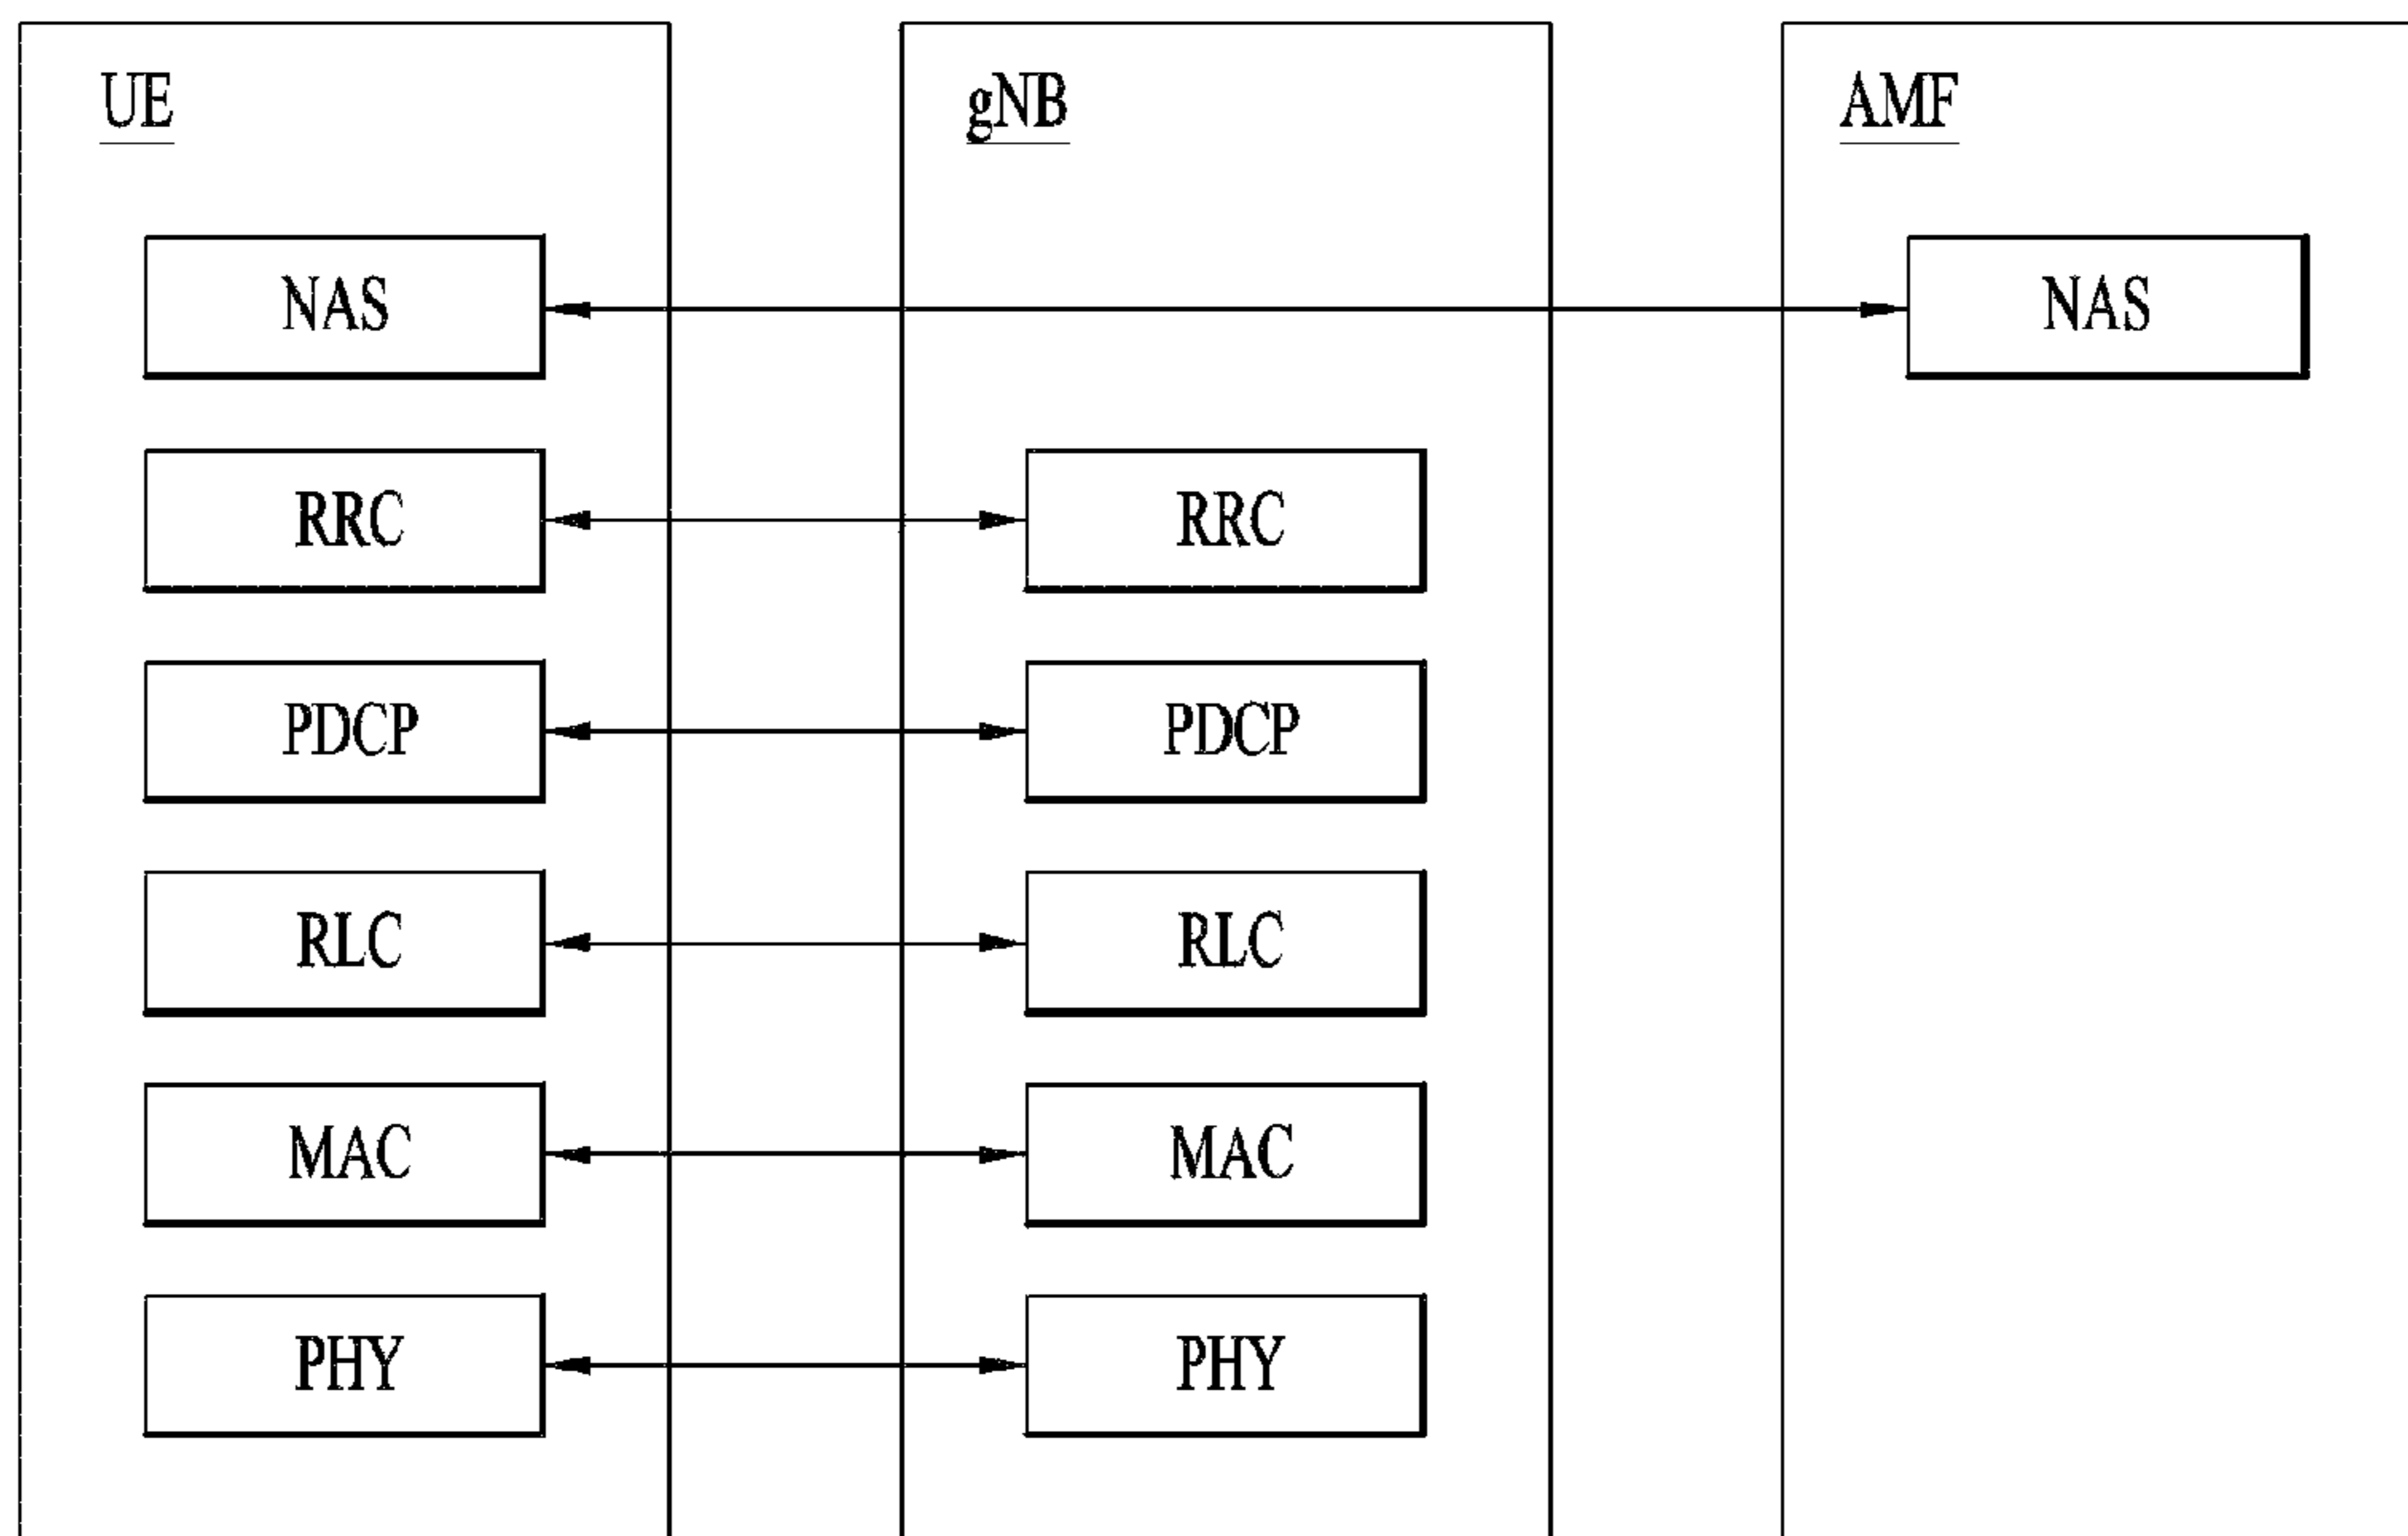 UE gNB AMF
NAS NAS
RRC RRC
PDCP PDCP
RLC RLC
MAC MAC
PHY PHY